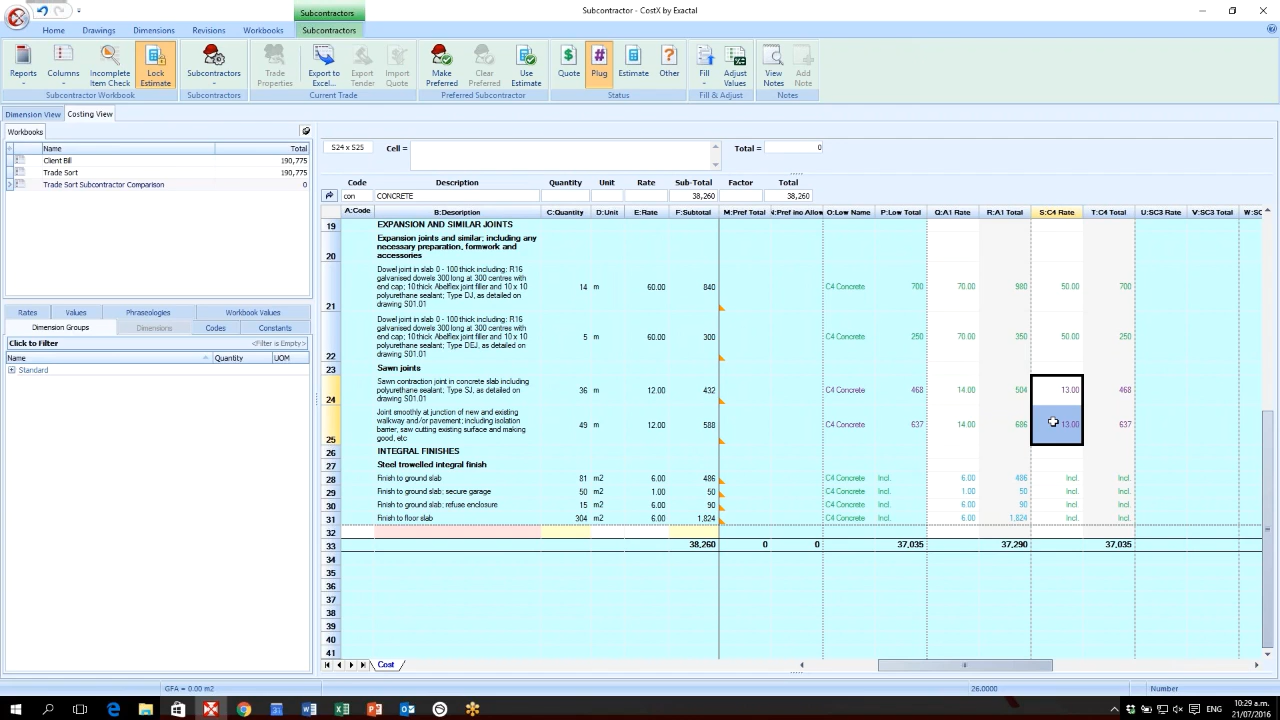 Subcontractors
Subcontractor - CostX by Exactal
Home Drawings Dimensions Revisions Workbooks Subcontractors
Reports Columns Incomplete Item Check Lock Estimate Subcontractors Trade Properties Export to Excel... Export Tender Import Quote Make Preferred Clear Preferred Use Estimate Quote Plug Estimate Other Fill Adjust Values View Notes Add Note
Subcontractor Workbook Subcontractors Current Trade Preferred Subcontractor Status Fill & Adjust Notes
Dimension View Costing View
Workbooks
Name Total
Client Bill 190,775
Trade Sort 190,775
Trade Sort Subcontractor Comparison 0
Rates Values Phraseologies Workbook Values
Dimension Groups Dimensions Codes Constants
Click to Filter <Filter is Empty>
Name Quantity UOM
Standard
S24 x S25 Cell = Total = 0
Code Description Quantity Unit Rate Sub-Total Factor Total
con CONCRETE 38,260 38,260
A:Code B:Description C:Quantity D:Unit E:Rate F:Subtotal M:Pref Total N:Pref inc Allow O:Low Name P:Low Total Q:A1 Rate R:A1 Total S:C4 Rate T:C4 Total U:SC3 Rate V:SC3 Total W:SC
19 EXPANSION AND SIMILAR JOINTS
Expansion joints and similar; including any
necessary preparation, formwork and
20 accessories
Dowel joint in slab 0 - 100 thick including: R16
galvanised dowels 300 long at 300 centres with
end cap; 10 thick Abelflex joint filler and 10 x 10 14 m 60.00 840 C4 Concrete 700 70.00 980 50.00 700
polyurethane sealant; Type DJ, as detailed on
21 drawing S01.01
Dowel joint in slab 0 - 100 thick including: R16
galvanised dowels 300 long at 300 centres with
end cap; 10 thick Abelflex joint filler and 10 x 10 5 m 60.00 300 C4 Concrete 250 70.00 350 50.00 250
polyurethane sealant; Type DEJ, as detailed on
22 drawing S01.01
23 Sawn joints
Sawn contraction joint in concrete slab including
polyurethane sealant; Type SJ, as detailed on 36 m 12.00 432 C4 Concrete 468 14.00 504 13.00 468
24 drawing S01.01
Joint smoothly at junction of new and existing
walkway and/or pavement; including isolation
barrier, saw cutting existing surface and making 49 m 12.00 588 C4 Concrete 637 14.00 686 13.00 637
25 good, etc
26 INTEGRAL FINISHES
27 Steel trowelled integral finish
28 Finish to ground slab 81 m2 6.00 486 C4 Concrete Incl. 6.00 486 Incl. Incl.
29 Finish to ground slab; secure garage 50 m2 1.00 50 C4 Concrete Incl. 1.00 50 Incl. Incl.
30 Finish to ground slab; refuse enclosure 15 m2 6.00 90 C4 Concrete Incl. 6.00 90 Incl. Incl.
31 Finish to floor slab 304 m2 6.00 1,824 C4 Concrete Incl. 6.00 1,824 Incl. Incl.
32
33 38,260 0 0 37,035 37,290 37,035
34
35
36
37
38
39
40
41
Cost
GFA = 0.00 m2 26.0000 Number
ENG 10:29 a.m.
21/07/2016